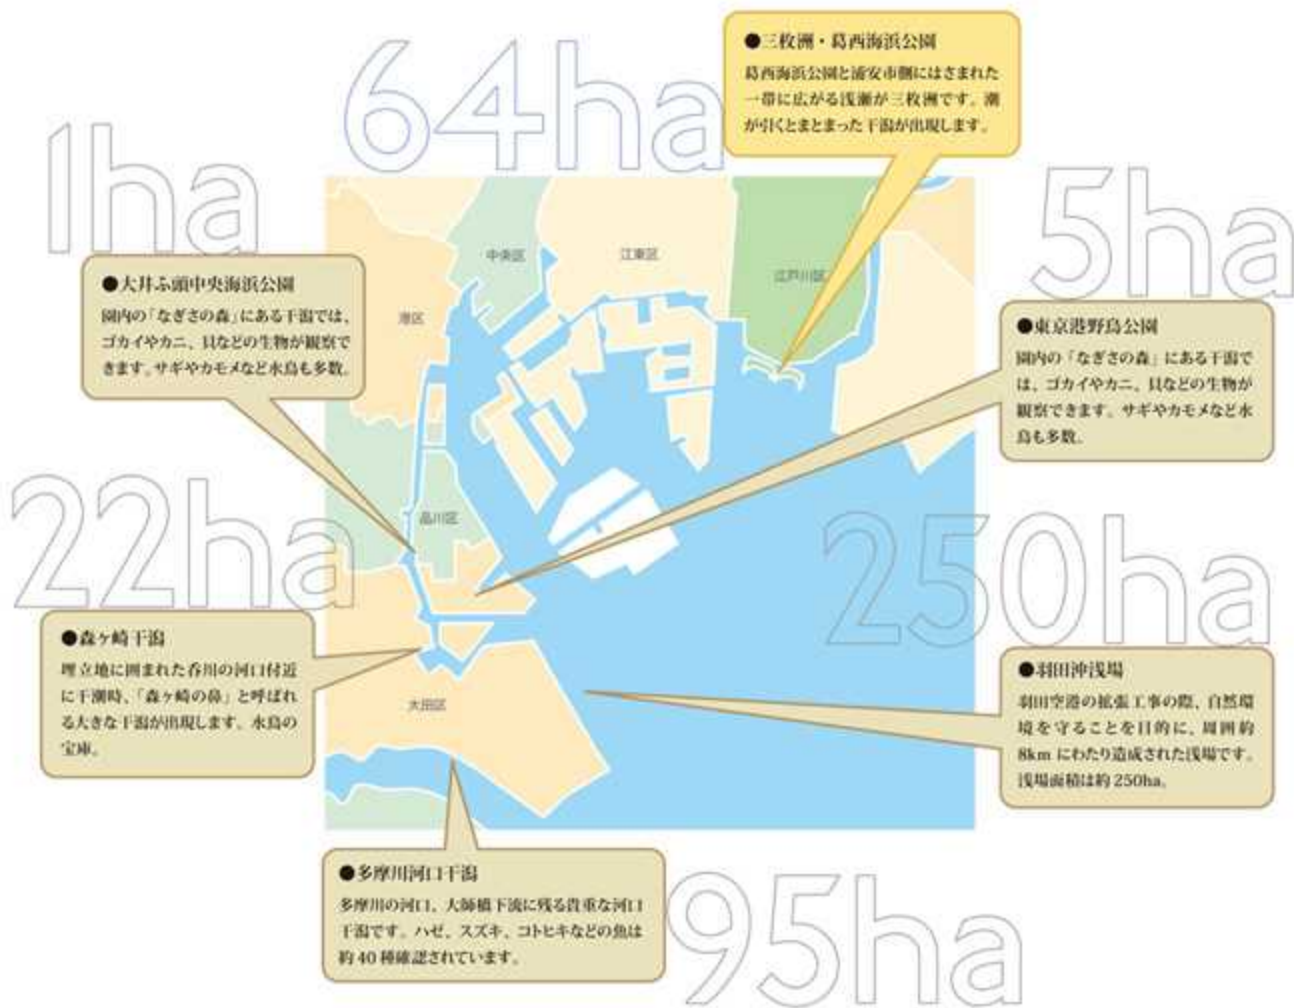 64ha
●三枚洲・葛西海浜公園
葛西海浜公園と浦安市側にはさまれた
一帯に広がる浅瀬が三枚洲です。潮
が引くとまとまった干潟が出現します。
1ha
●大井ふ頭中央海浜公園
園内の「なぎさの森」にある干潟では、
ゴカイやカニ、貝などの生物が観察で
きます。サギやカモメなど水鳥も多数。
5ha
●東京港野鳥公園
園内の「なぎさの森」にある干潟で
は、ゴカイやカニ、貝などの生物が
観察できます。サギやカモメなど水
鳥も多数。
中央区
江東区
江戸川区
港区
品川区
大田区
22ha
●森ヶ崎干潟
埋立地に囲まれた呑川の河口付近
に干潮時、「森ヶ崎の鼻」と呼ばれ
る大きな干潟が出現します。水鳥の
宝庫。
250ha
●羽田沖浅場
羽田空港の拡張工事の際、自然環
境を守ることを目的に、周囲約
8km にわたり造成された浅場です。
浅場面積は約 250ha。
●多摩川河口干潟
多摩川の河口、大師橋下流に残る貴重な河口
干潟です。ハゼ、スズキ、コトヒキなどの魚は
約 40 種確認されています。
95ha